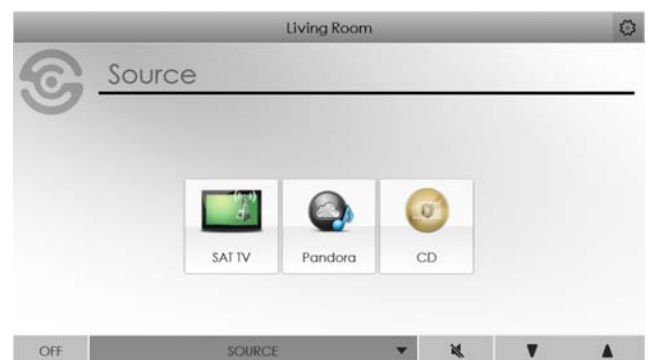 Living Room
Source
SAT TV
Pandora
CD
OFF
SOURCE